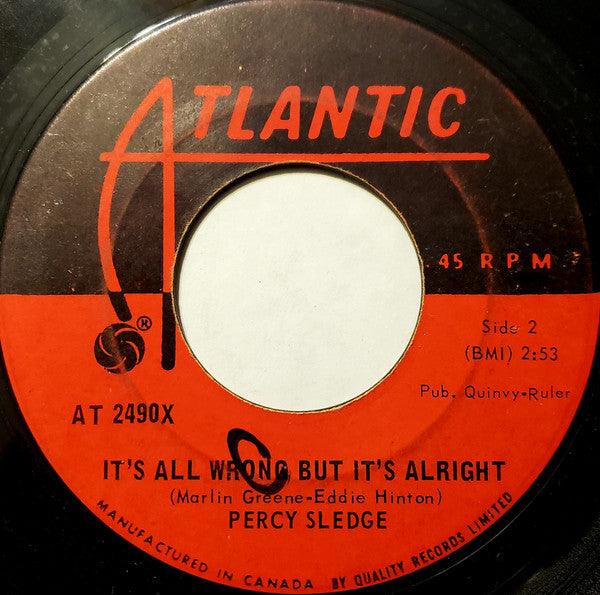 ATLANTIC
45 RPM
®
Side 2
(BMI) 2:53
Pub. Quinvy-Ruler
AT 2490X
IT'S ALL WRONG BUT IT'S ALRIGHT
(Marlin Greene-Eddie Hinton)
PERCY SLEDGE
MANUFACTURED IN CANADA BY QUALITY RECORDS LIMITED